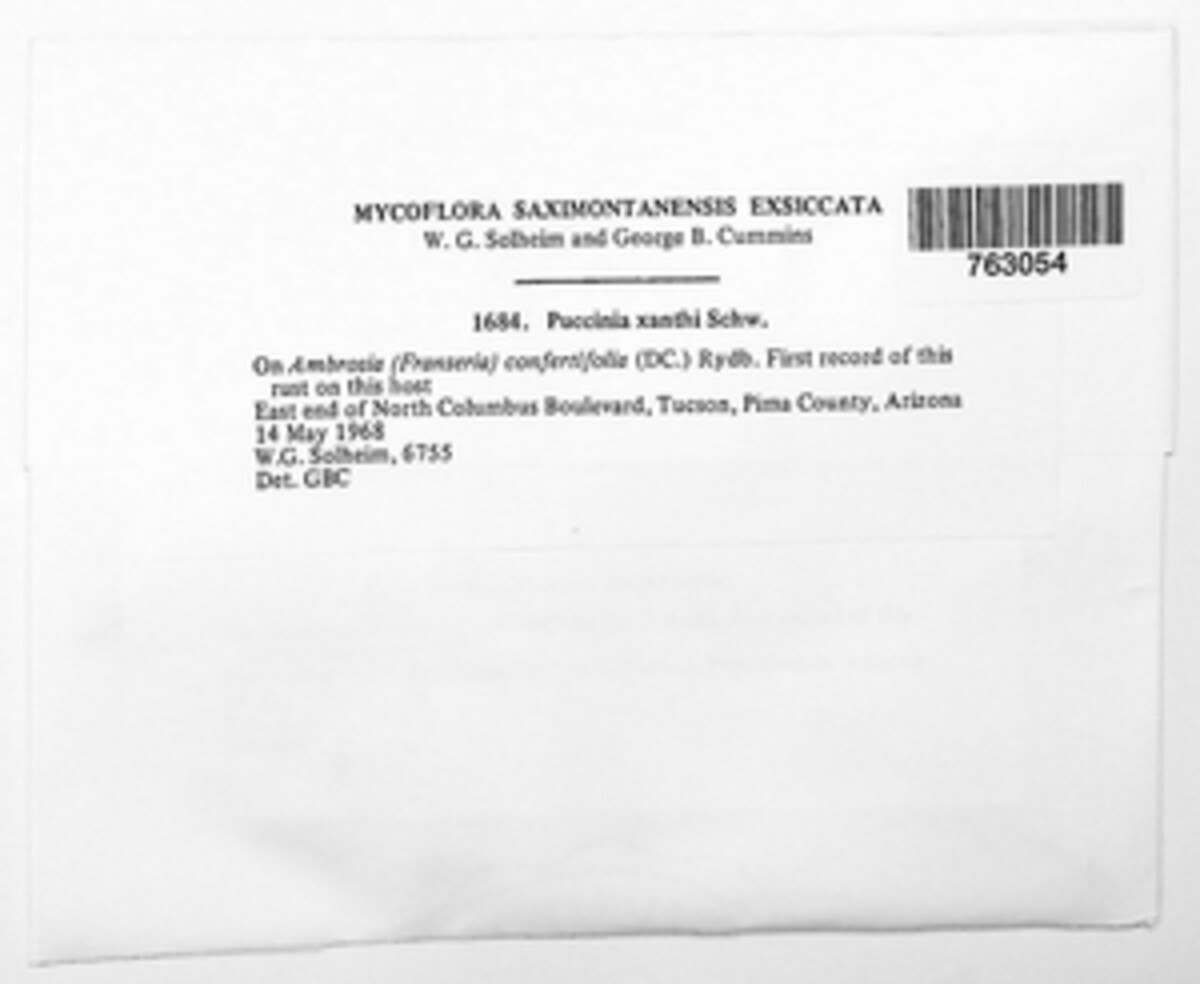 MYCOFLORA SAXIMONTANENSIS EXSICCATA
W. G. Solheim and George B. Cummins
763054
1684. Puccinia xanthi Schw.
On Ambrosia (Franseria) confertifolia (DC.) Rydb. First record of this
rust on this host
East end of North Columbus Boulevard, Tucson, Pima County, Arizona
14 May 1968
W.G. Solheim, 6755
Det. GBC